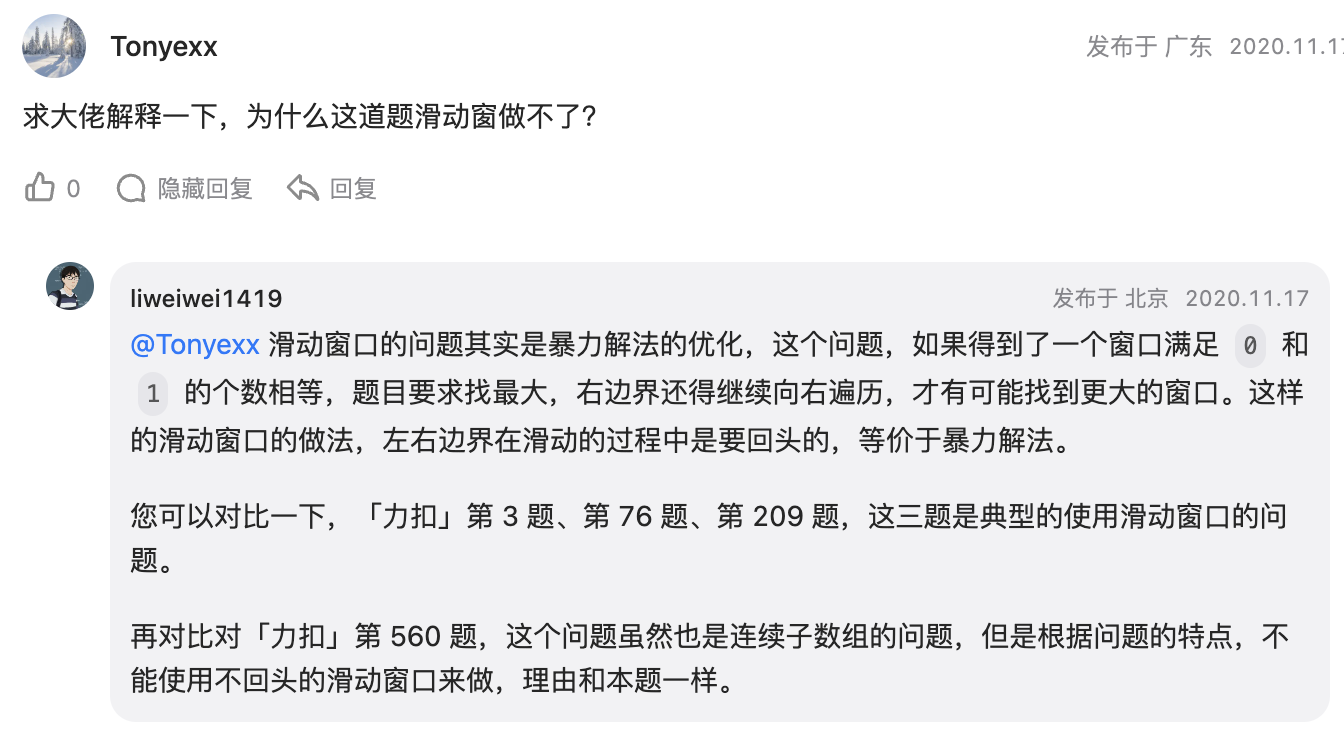 Tonyexx
发布于 广东 2020.11.17
求大佬解释一下，为什么这道题滑动窗做不了?
0 隐藏回复 回复
liweiwei1419
发布于 北京 2020.11.17
@Tonyexx 滑动窗口的问题其实是暴力解法的优化，这个问题，如果得到了一个窗口满足 0 和
1 的个数相等，题目要求找最大，右边界还得继续向右遍历，才有可能找到更大的窗口。这样
的滑动窗口的做法，左右边界在滑动的过程中是要回头的，等价于暴力解法。
您可以对比一下，「力扣」第 3 题、第 76 题、第 209 题，这三题是典型的使用滑动窗口的问
题。
再对比对「力扣」第 560 题，这个问题虽然也是连续子数组的问题，但是根据问题的特点，不
能使用不回头的滑动窗口来做，理由和本题一样。